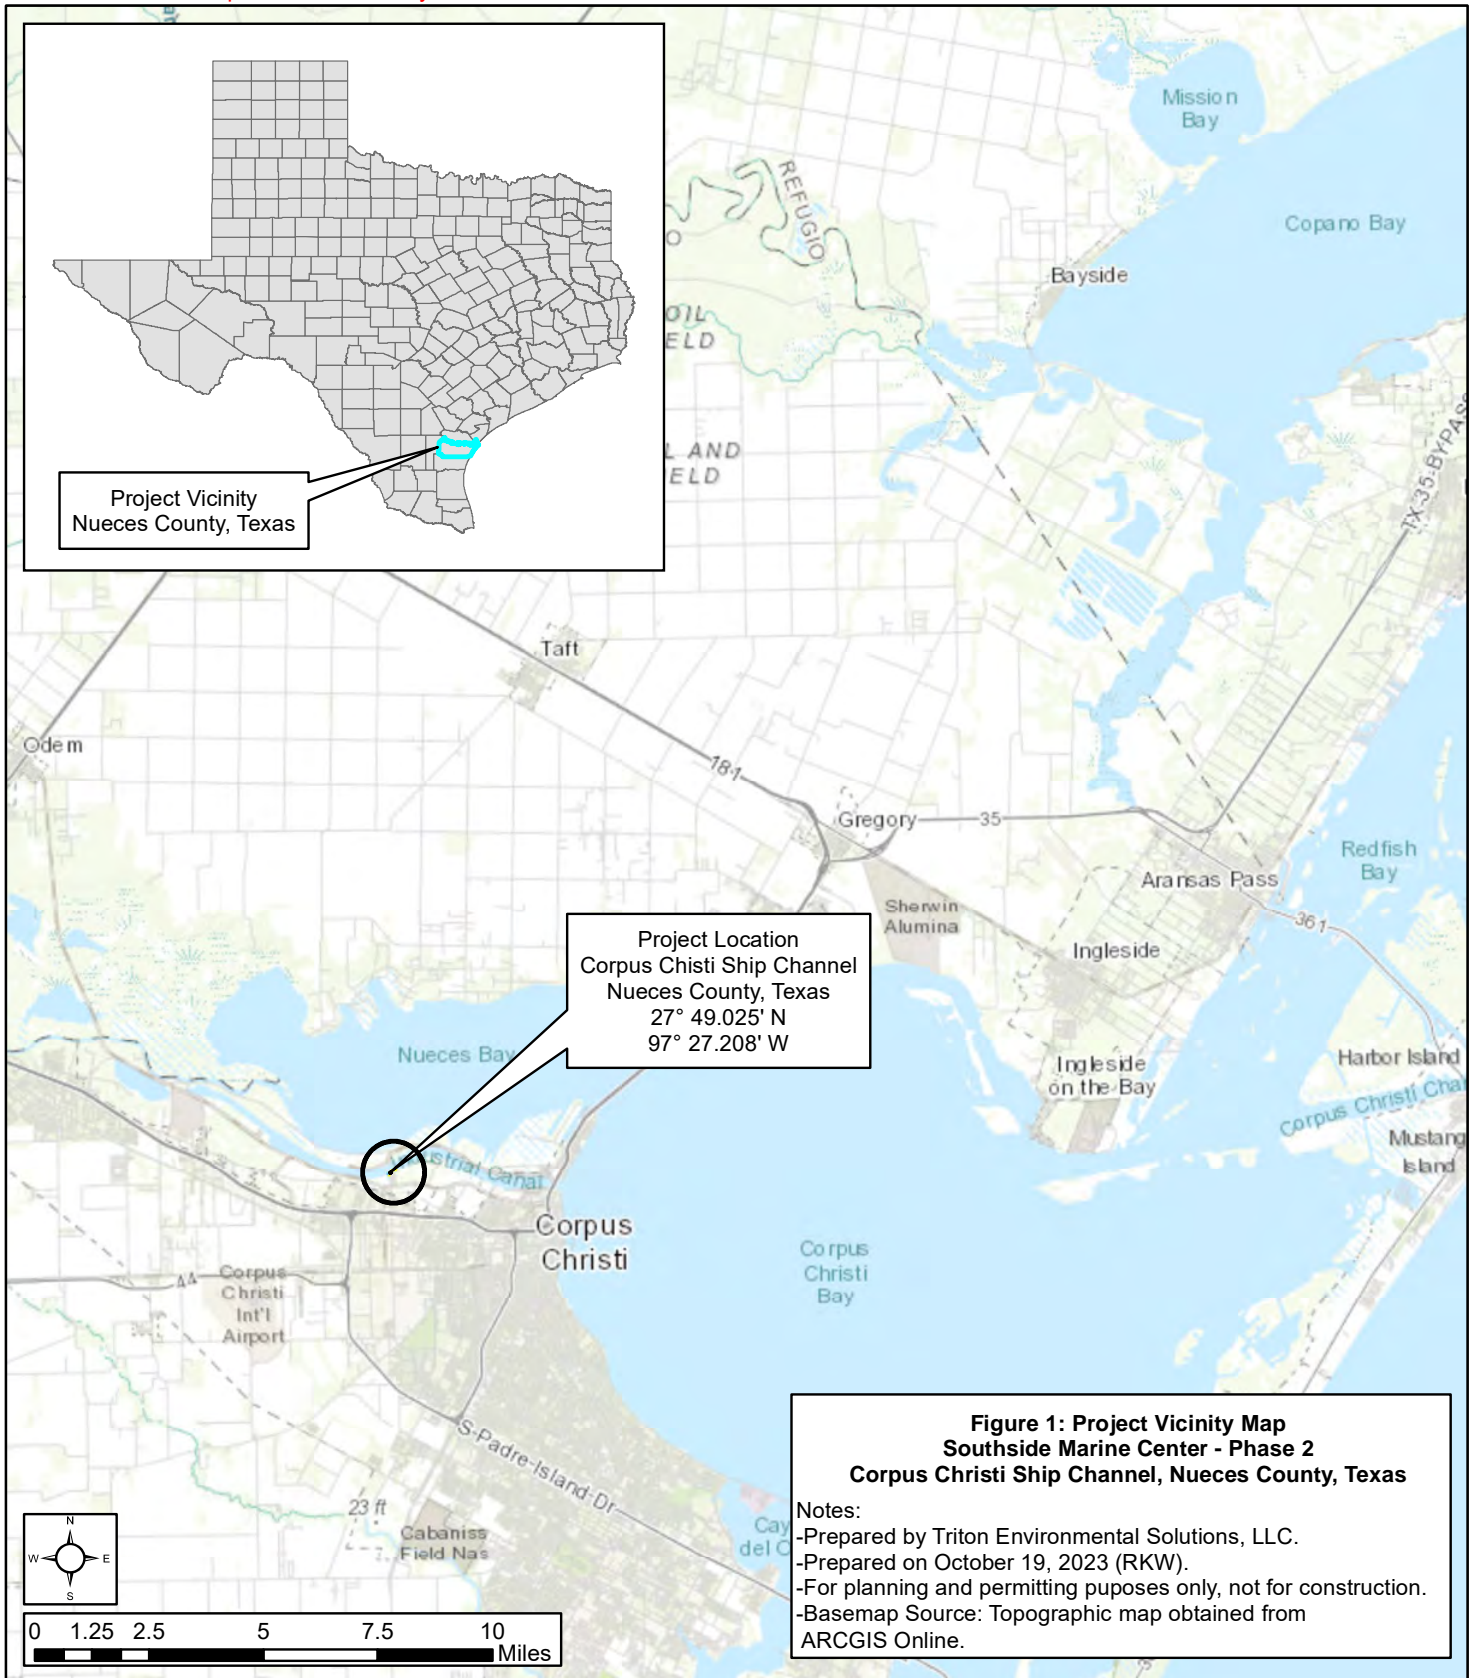 Mission
Bay
REFUGIO
Copano Bay
Bayside
OIL
ELD
L AND
ELD
TX-35-BYPASS
Project Vicinity
Nueces County, Texas
Taft
Odem
181
Gregory
35
Redfish
Bay
Aransas Pass
361
Sherwin
Alumina
Ingleside
Project Location
Corpus Chisti Ship Channel
Nueces County, Texas
27° 49.025' N
97° 27.208' W
Nueces Bay
Ingleside
on the Bay
Harbor Island
Corpus Christi Cha
Mustang
Island
Industrial Canal
Corpus
Christi
Corpus
Christi
Bay
44
Corpus
Christi
Int'l
Airport
S-Padre-Island-Dr
23 ft
Cabaniss
Field Nas
Cay
del O
Figure 1: Project Vicinity Map
Southside Marine Center - Phase 2
Corpus Christi Ship Channel, Nueces County, Texas
Notes:
-Prepared by Triton Environmental Solutions, LLC.
-Prepared on October 19, 2023 (RKW).
-For planning and permitting puposes only, not for construction.
-Basemap Source: Topographic map obtained from
ARCGIS Online.
N
W E
S
0 1.25 2.5 5 7.5 10
Miles